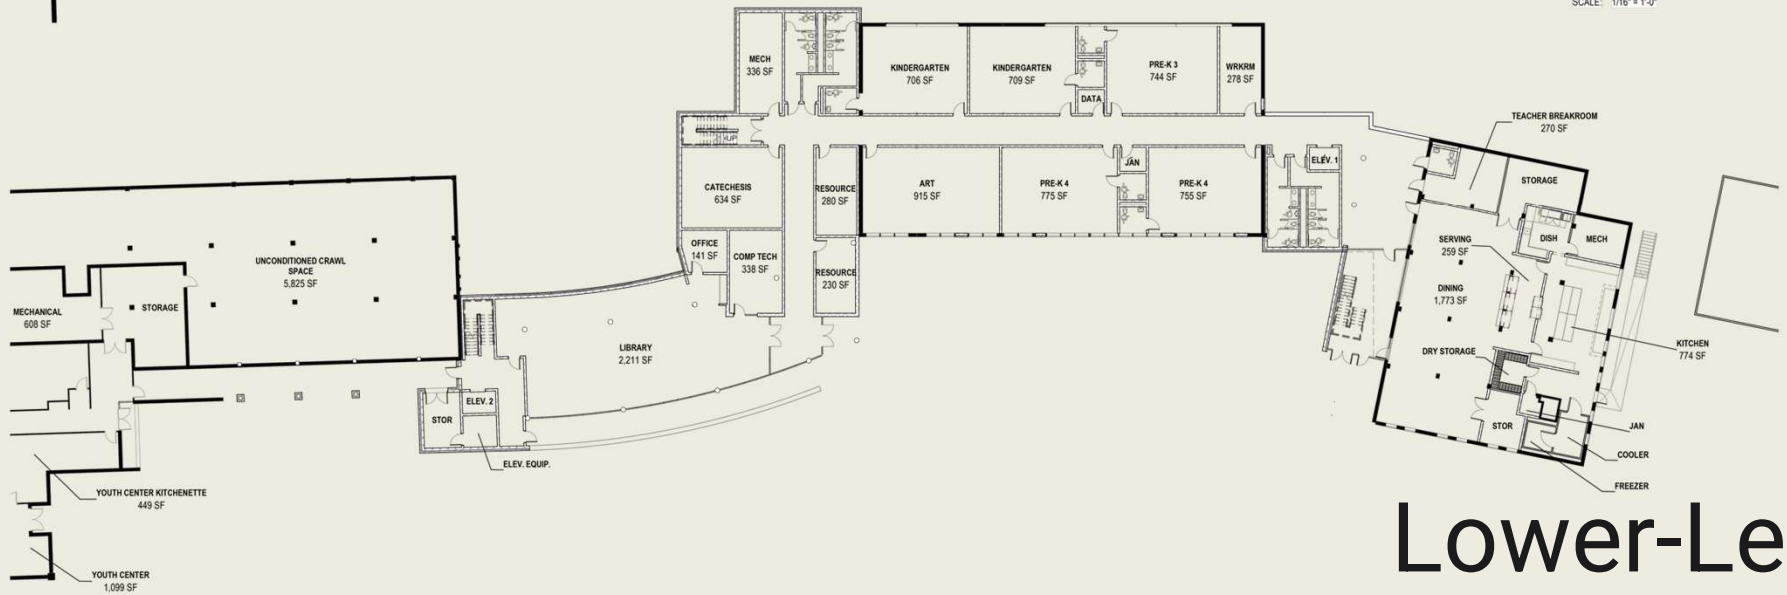 SCALE: 1/16" = 1'-0"
MECH
336 SF
KINDERGARTEN
706 SF
KINDERGARTEN
709 SF
DATA
PRE-K 3
744 SF
WRKRM
278 SF
UP
CATECHESIS
634 SF
RESOURCE
280 SF
ART
915 SF
PRE-K 4
775 SF
JAN
PRE-K 4
755 SF
ELEV. 1
TEACHER BREAKROOM
270 SF
STORAGE
OFFICE
141 SF
COMP TECH
338 SF
RESOURCE
230 SF
SERVING
259 SF
DISH
MECH
DINING
1,773 SF
UNCONDITIONED CRAWL
SPACE
5,825 SF
MECHANICAL
608 SF
STORAGE
LIBRARY
2,211 SF
DRY STORAGE
KITCHEN
774 SF
STOR
ELEV. 2
STOR
JAN
COOLER
ELEV. EQUIP.
FREEZER
YOUTH CENTER KITCHENETTE
449 SF
YOUTH CENTER
1,099 SF
Lower-Le